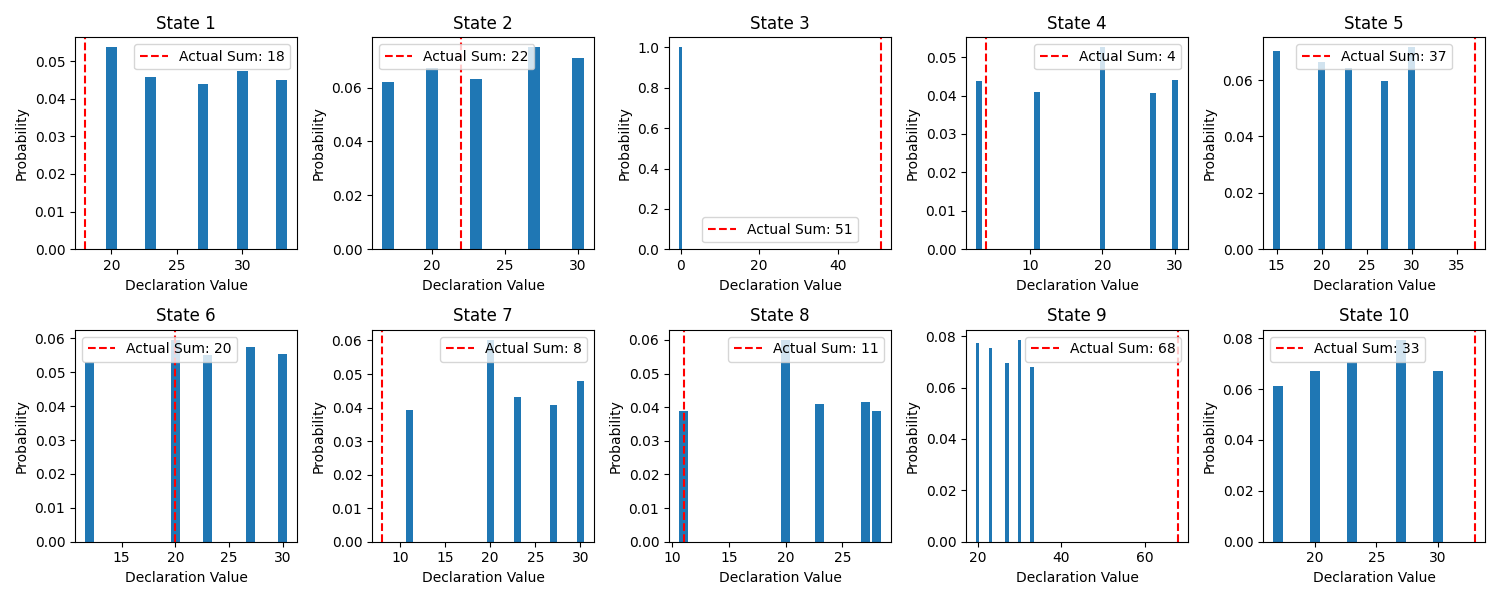 State 1
Probability
0.05
0.04
0.03
0.02
0.01
0.00
20
25
30
Declaration Value
Actual Sum: 18
State 2
Probability
0.06
0.04
0.02
0.00
20
25
30
Declaration Value
Actual Sum: 22
State 3
Probability
1.0
0.8
0.6
0.4
0.2
0.0
0
20
40
Declaration Value
Actual Sum: 51
State 4
Probability
0.05
0.04
0.03
0.02
0.01
0.00
10
20
30
Declaration Value
Actual Sum: 4
State 5
Probability
0.06
0.04
0.02
0.00
15
20
25
30
35
Declaration Value
Actual Sum: 37
State 6
Probability
0.06
0.05
0.04
0.03
0.02
0.01
0.00
15
20
25
30
Declaration Value
Actual Sum: 20
State 7
Probability
0.06
0.05
0.04
0.03
0.02
0.01
0.00
10
15
20
25
30
Declaration Value
Actual Sum: 8
State 8
Probability
0.06
0.05
0.04
0.03
0.02
0.01
0.00
10
15
20
25
Declaration Value
Actual Sum: 11
State 9
Probability
0.08
0.06
0.04
0.02
0.00
20
40
60
Declaration Value
Actual Sum: 68
State 10
Probability
0.08
0.06
0.04
0.02
0.00
20
25
30
Declaration Value
Actual Sum: 33